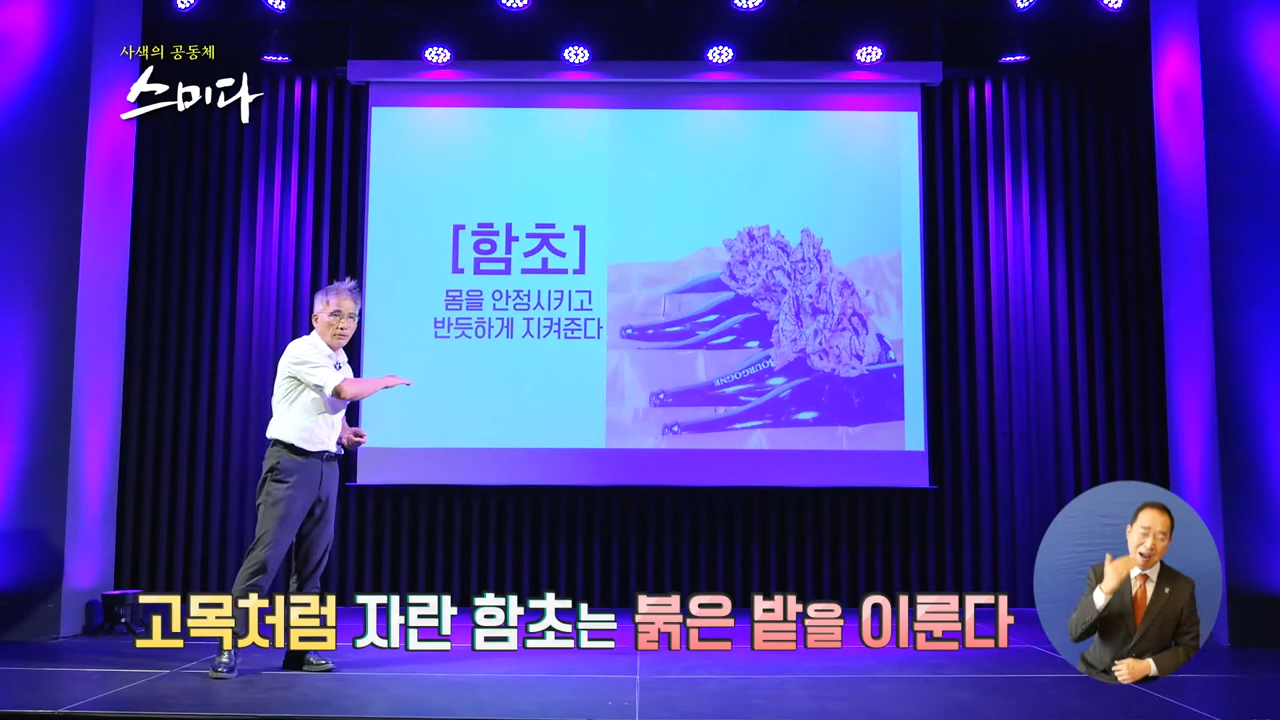 사색의 공동체
스미다
[함초]
몸을 안정시키고
반듯하게 지켜준다
BOURGOGNE
고목처럼 자란 함초는 붉은 밭을 이룬다